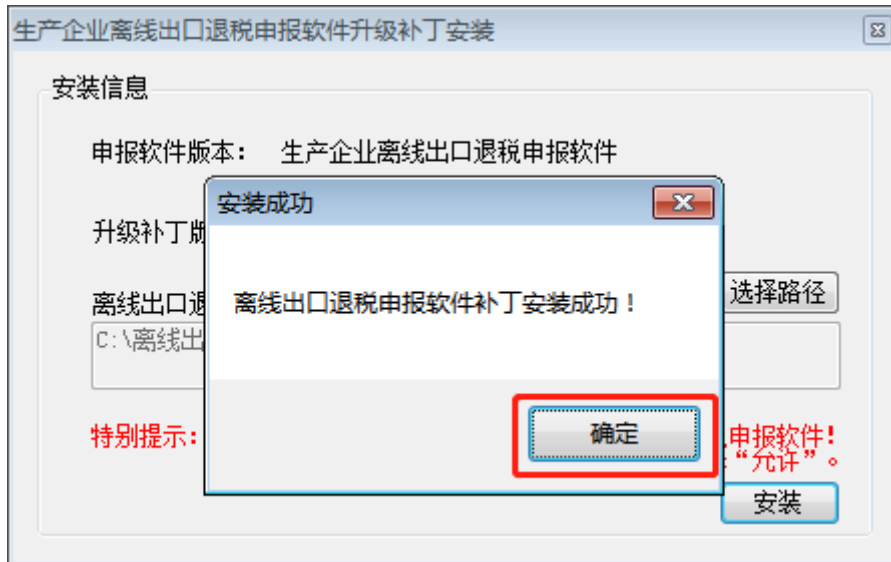 生产企业离线出口退税申报软件升级补丁安装
安装信息
申报软件版本: 生产企业离线出口退税申报软件
安装成功
升级补丁版
离线出口退税申报软件补丁安装成功!
离线出口退
选择路径
C:\离线出
确定
特别提示:
申报软件!
“允许”。
安装